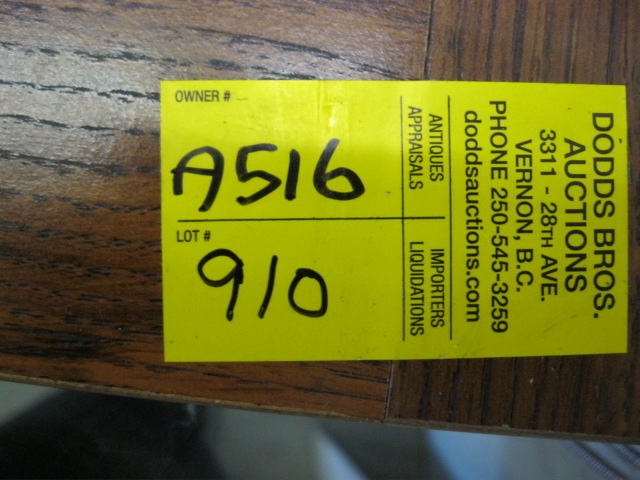 OWNER #
A516
LOT #
910
DODDS BROS.
AUCTIONS
3311 - 28TH AVE.
VERNON, B.C.
PHONE 250-545-3259
doddsauctions.com
ANTIQUES
APPRAISALS
IMPORTERS
LIQUIDATIONS